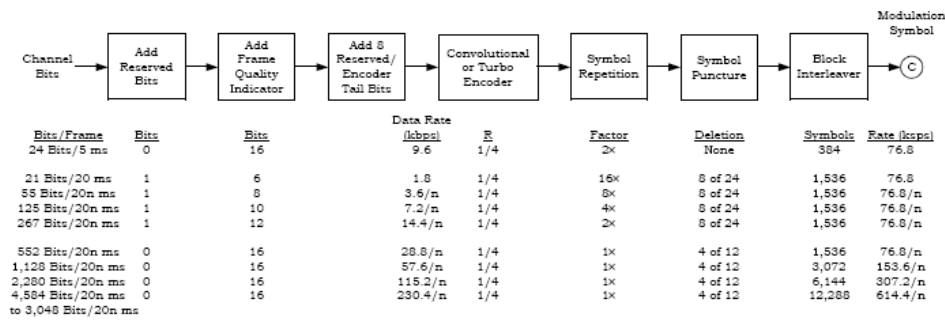 Modulation
Symbol
Channel
Bits
Add
Reserved
Bits
Add
Frame
Quality
Indicator
Add 8
Reserved/
Encoder
Tail Bits
Convolutional
or Turbo
Encoder
Symbol
Repetition
Symbol
Puncture
Block
Interleaver
C
Data Rate
Bits/Frame Bits Bits (kbps) R Factor Deletion Symbols Rate (ksps)
24 Bits/5 ms 0 16 9.6 1/4 2x None 384 76.8
21 Bits/20 ms 1 6 1.8 1/4 16x 8 of 24 1,536 76.8
55 Bits/20n ms 1 8 3.6/n 1/4 8x 8 of 24 1,536 76.8/n
125 Bits/20n ms 1 10 7.2/n 1/4 4x 8 of 24 1,536 76.8/n
267 Bits/20n ms 1 12 14.4/n 1/4 2x 8 of 24 1,536 76.8/n
552 Bits/20n ms 0 16 28.8/n 1/4 1x 4 of 12 1,536 76.8/n
1,128 Bits/20n ms 0 16 57.6/n 1/4 1x 4 of 12 3,072 153.6/n
2,280 Bits/20n ms 0 16 115.2/n 1/4 1x 4 of 12 6,144 307.2/n
4,584 Bits/20n ms 0 16 230.4/n 1/4 1x 4 of 12 12,288 614.4/n
to 3,048 Bits/20n ms